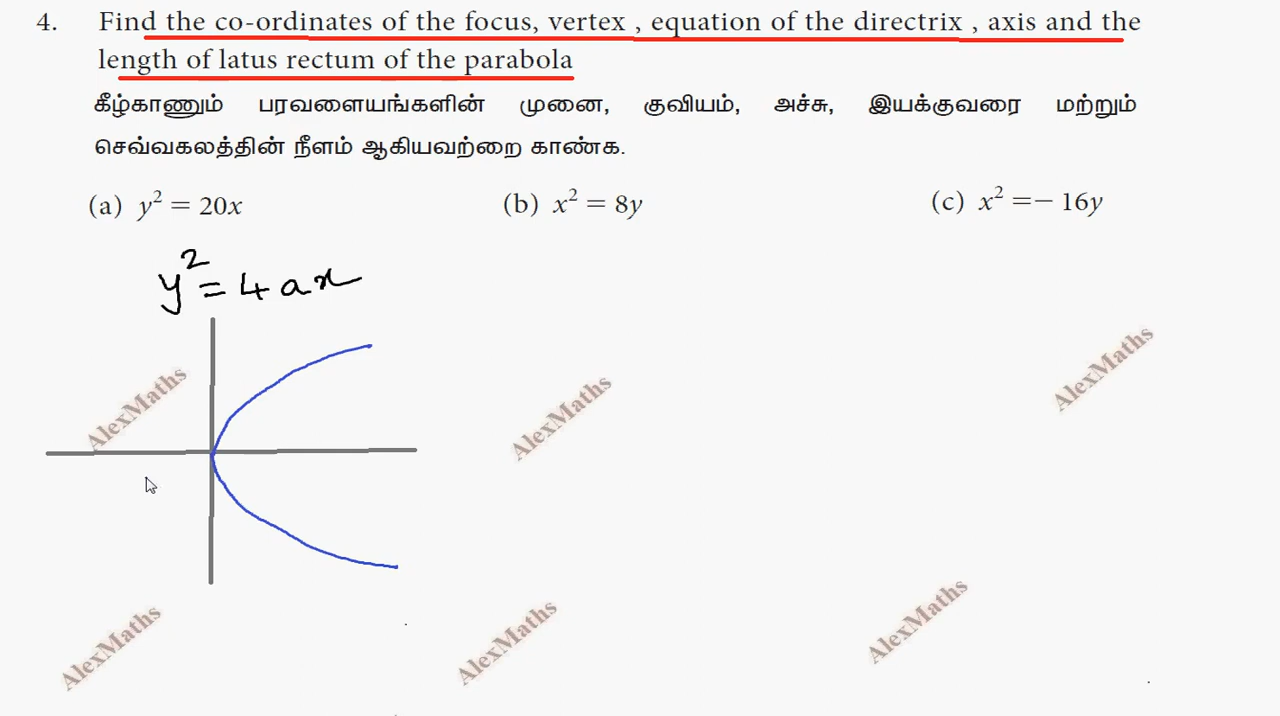 4. Find the co-ordinates of the focus, vertex , equation of the directrix , axis and the
length of latus rectum of the parabola
கீழ்காணும் பரவளையங்களின் முனை, குவியம், அச்சு, இயக்குவரை மற்றும்
செவ்வகலத்தின் நீளம் ஆகியவற்றை காண்க.
(a) y² = 20x (b) x² = 8y (c) x² =− 16y
y² = 4ax
AlexMaths
AlexMaths
AlexMaths
AlexMaths
AlexMaths
AlexMaths